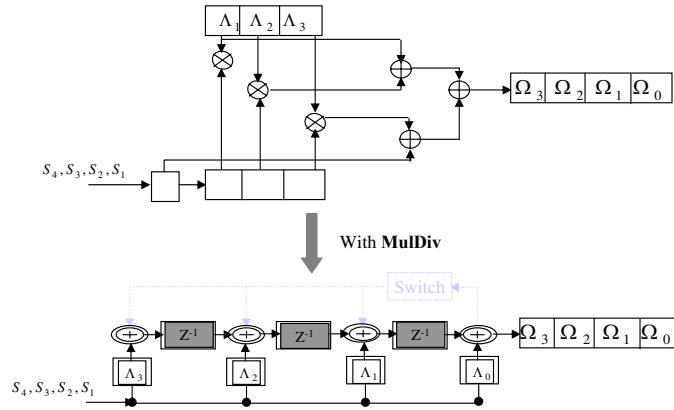 Λ1 Λ2 Λ3
Ω3 Ω2 Ω1 Ω0
S4, S3, S2, S1
With MulDiv
Switch
Z-1 Z-1 Z-1
Ω3 Ω2 Ω1 Ω0
Λ3 Λ2 Λ1 Λ0
S4, S3, S2, S1